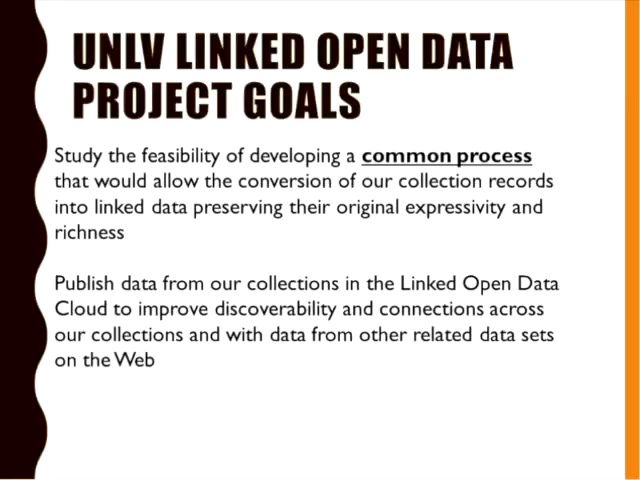 UNLV LINKED OPEN DATA
PROJECT GOALS
Study the feasibility of developing a common process
that would allow the conversion of our collection records
into linked data preserving their original expressivity and
richness
Publish data from our collections in the Linked Open Data
Cloud to improve discoverability and connections across
our collections and with data from other related data sets
on the Web